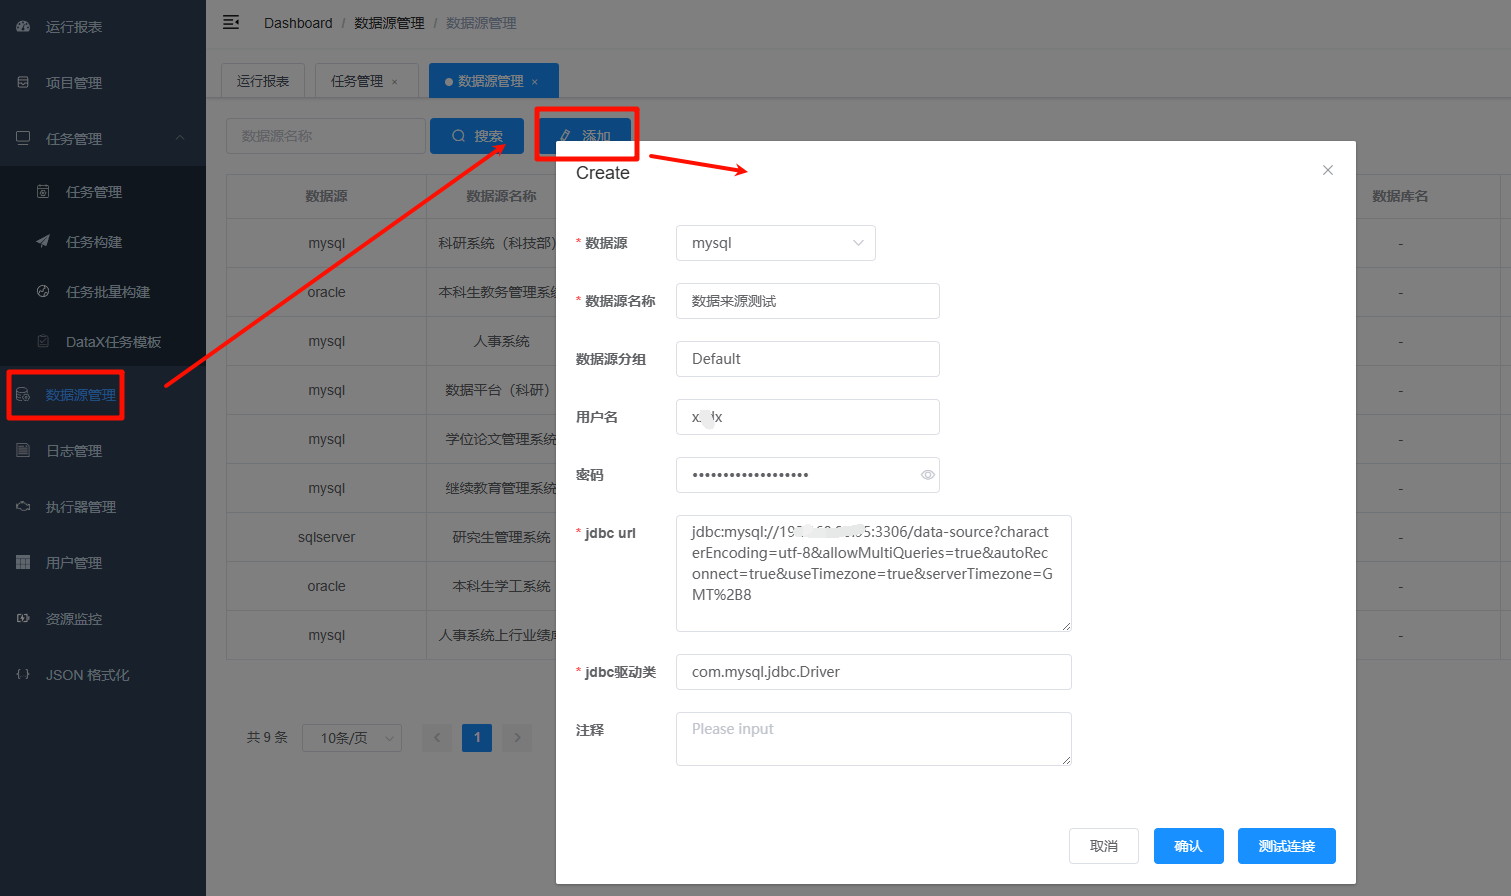 运行报表
项目管理
任务管理
任务管理
任务构建
任务批量构建
DataX任务模板
数据源管理
日志管理
执行器管理
用户管理
资源监控
JSON 格式化
Dashboard / 数据源管理 / 数据源管理
运行报表 任务管理 × 数据源管理 ×
数据源名称 搜索 添加
数据源 数据源名称 数据库名
mysql 科研系统（科技部） -
oracle 本科生教务管理系统 -
mysql 人事系统 -
mysql 数据平台（科研） -
mysql 学位论文管理系统 -
mysql 继续教育管理系统 -
sqlserver 研究生管理系统 -
oracle 本科生学工系统 -
mysql 人事系统上行业绩 -
共 9 条 10条/页 1
Create
* 数据源 mysql
* 数据源名称 数据来源测试
数据源分组 Default
用户名
密码 •••••••••••••••••••
* jdbc url
jdbc:mysql://19 5:3306/data-source?charact
erEncoding=utf-8&allowMultiQueries=true&autoRec
onnect=true&useTimezone=true&serverTimezone=G
MT%2B8
* jdbc驱动类 com.mysql.jdbc.Driver
注释 Please input
取消 确认 测试连接